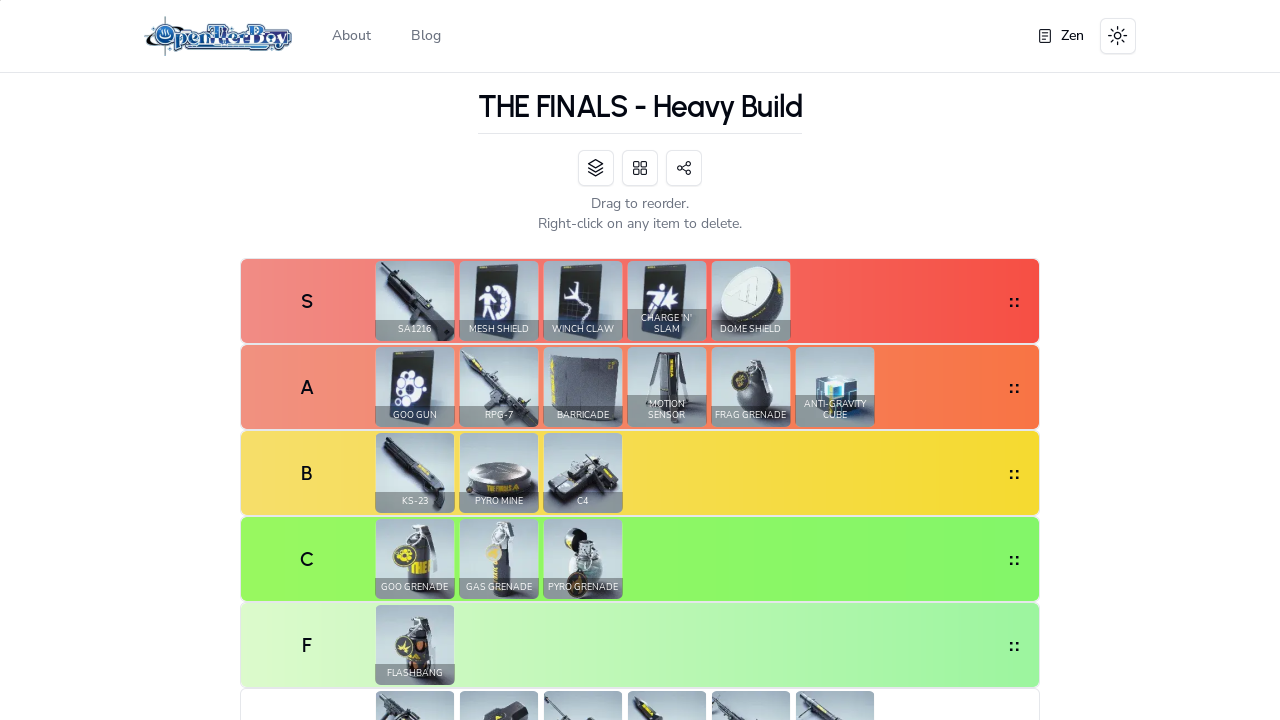 OpenTierBoy
About
Blog
Zen
THE FINALS - Heavy Build
Drag to reorder.
Right-click on any item to delete.
S
SA1216
MESH SHIELD
WINCH CLAW
CHARGE 'N'
SLAM
DOME SHIELD
::
A
GOO GUN
RPG-7
BARRICADE
MOTION
SENSOR
FRAG GRENADE
ANTI-GRAVITY
CUBE
::
B
KS-23
PYRO MINE
C4
::
C
GOO GRENADE
GAS GRENADE
PYRO GRENADE
::
F
FLASHBANG
::